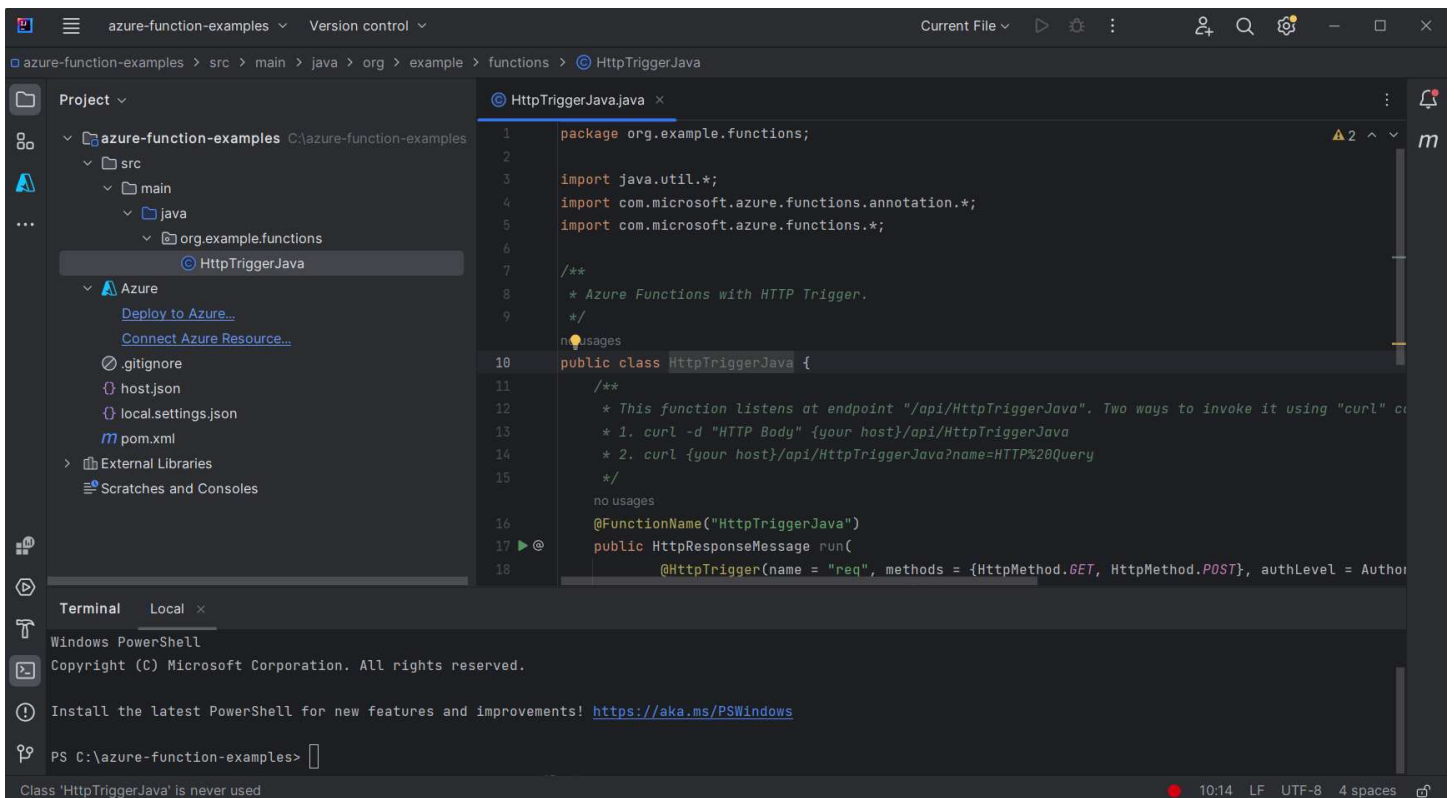 azure-function-examples Version control Current File
azure-function-examples > src > main > java > org > example > functions > HttpTriggerJava
Project
HttpTriggerJava.java
azure-function-examples C:\azure-function-examples
src
main
java
org.example.functions
HttpTriggerJava
Azure
Deploy to Azure...
Connect Azure Resource...
.gitignore
host.json
local.settings.json
pom.xml
External Libraries
Scratches and Consoles
2
m
1 package org.example.functions;
2
3 import java.util.*;
4 import com.microsoft.azure.functions.annotation.*;
5 import com.microsoft.azure.functions.*;
6
7 /**
8 * Azure Functions with HTTP Trigger.
9 */
no usages
10 public class HttpTriggerJava {
11 /**
12 * This function listens at endpoint "/api/HttpTriggerJava". Two ways to invoke it using "curl" co
13 * 1. curl -d "HTTP Body" {your host}/api/HttpTriggerJava
14 * 2. curl {your host}/api/HttpTriggerJava?name=HTTP%20Query
15 */
no usages
16 @FunctionName("HttpTriggerJava")
17 @ public HttpResponseMessage run(
18 @HttpTrigger(name = "req", methods = {HttpMethod.GET, HttpMethod.POST}, authLevel = Author
Terminal Local
Windows PowerShell
Copyright (C) Microsoft Corporation. All rights reserved.
Install the latest PowerShell for new features and improvements! https://aka.ms/PSWindows
PS C:\azure-function-examples>
Class 'HttpTriggerJava' is never used 10:14 LF UTF-8 4 spaces